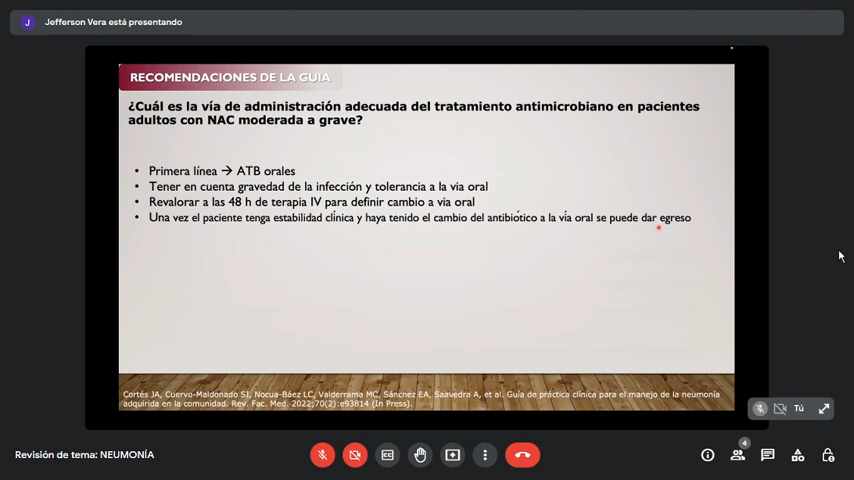 J Jefferson Vera está presentando
RECOMENDACIONES DE LA GUIA
¿Cuál es la vía de administración adecuada del tratamiento antimicrobiano en pacientes
adultos con NAC moderada a grave?
• Primera línea → ATB orales
• Tener en cuenta gravedad de la infección y tolerancia a la via oral
• Revalorar a las 48 h de terapia IV para definir cambio a via oral
• Una vez el paciente tenga estabilidad clínica y haya tenido el cambio del antibiótico a la vía oral se puede dar egreso
Cortés JA, Cuervo-Maldonado SI, Nocua-Báez LC, Valderrama MC, Sánchez EA, Saavedra A, et al. Guía de práctica clínica para el manejo de la neumonía
adquirida en la comunidad. Rev. Fac. Med. 2022;70(2):e93814 (In Press).
Tú
Revisión de tema: NEUMONÍA
CC
4